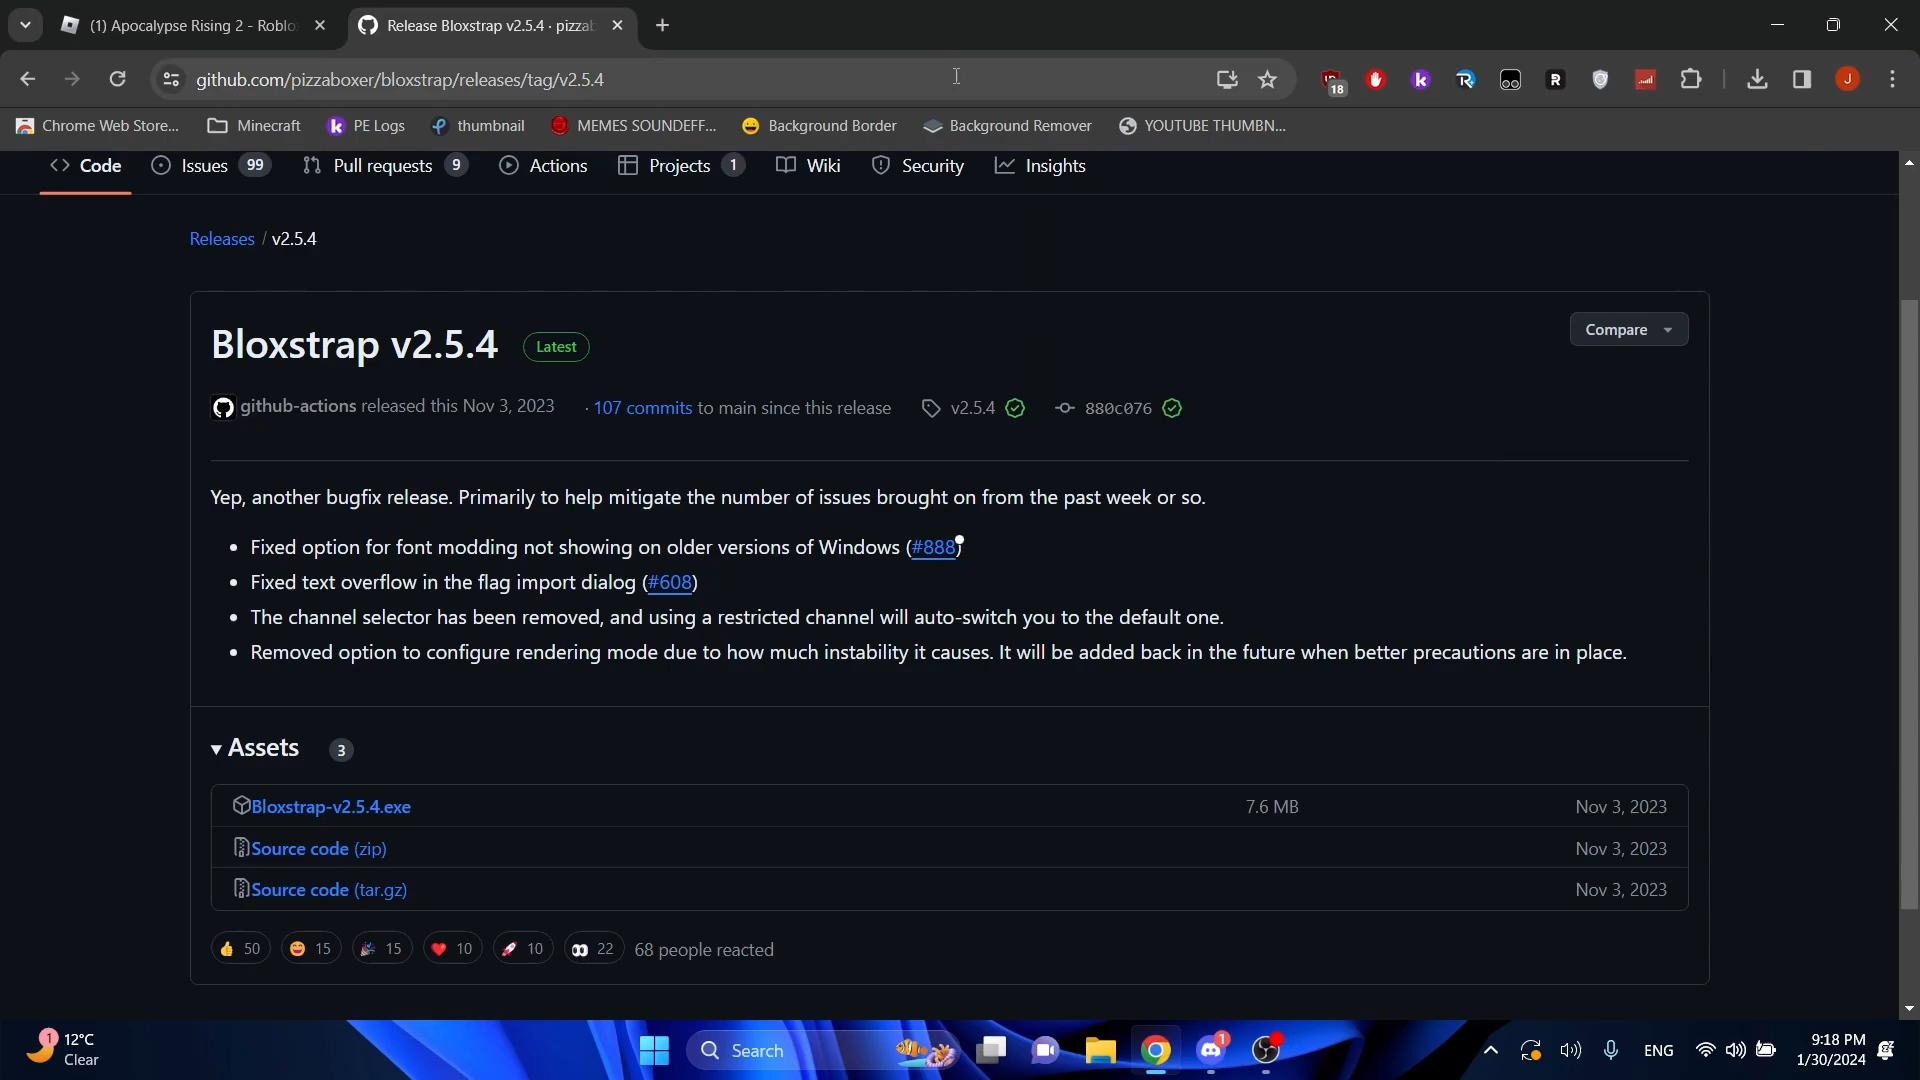 (1) Apocalypse Rising 2 - Roblo
Release Bloxstrap v2.5.4 · pizzab
github.com/pizzaboxer/bloxstrap/releases/tag/v2.5.4
18
J
Chrome Web Store...
Minecraft
PE Logs
thumbnail
MEMES SOUNDEFF...
Background Border
Background Remover
YOUTUBE THUMBN...
Code
Issues 99
Pull requests 9
Actions
Projects 1
Wiki
Security
Insights
Releases / v2.5.4
Bloxstrap v2.5.4 Latest
Compare
github-actions released this Nov 3, 2023 · 107 commits to main since this release v2.5.4 880c076
Yep, another bugfix release. Primarily to help mitigate the number of issues brought on from the past week or so.
• Fixed option for font modding not showing on older versions of Windows (#888)
• Fixed text overflow in the flag import dialog (#608)
• The channel selector has been removed, and using a restricted channel will auto-switch you to the default one.
• Removed option to configure rendering mode due to how much instability it causes. It will be added back in the future when better precautions are in place.
Assets 3
Bloxstrap-v2.5.4.exe 7.6 MB Nov 3, 2023
Source code (zip) Nov 3, 2023
Source code (tar.gz) Nov 3, 2023
50 15 15 10 10 22 68 people reacted
1 12°C
Clear
Search
1
ENG
9:18 PM
1/30/2024